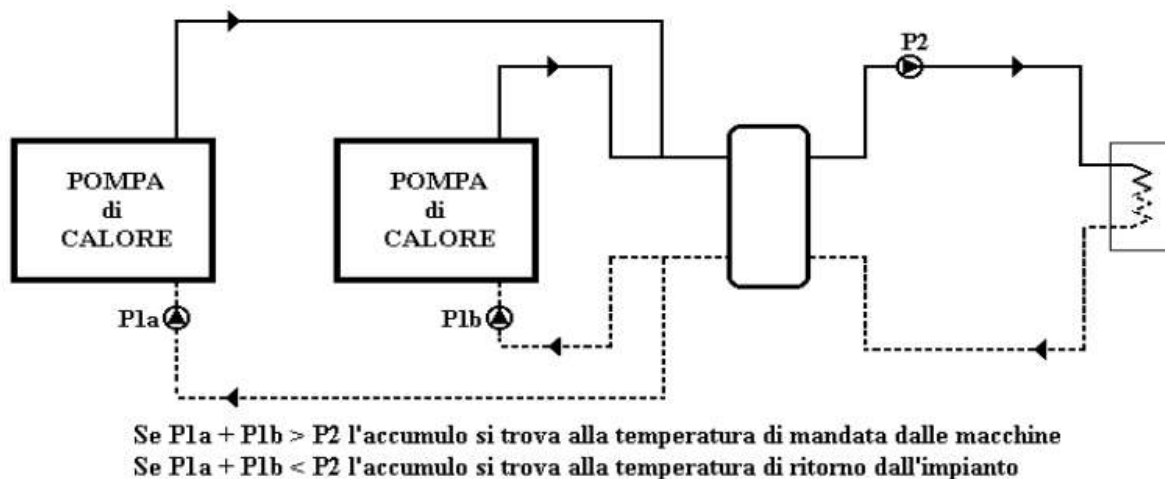 P2
POMPA
di
CALORE
POMPA
di
CALORE
P1a
P1b
Se P1a + P1b > P2 l'accumulo si trova alla temperatura di mandata dalle macchine
Se P1a + P1b < P2 l'accumulo si trova alla temperatura di ritorno dall'impianto